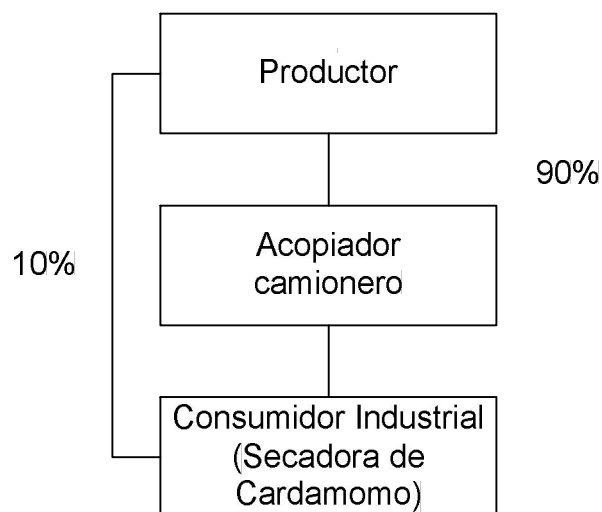 Productor
90%
Acopiador
camionero
10%
Consumidor Industrial
(Secadora de
Cardamomo)